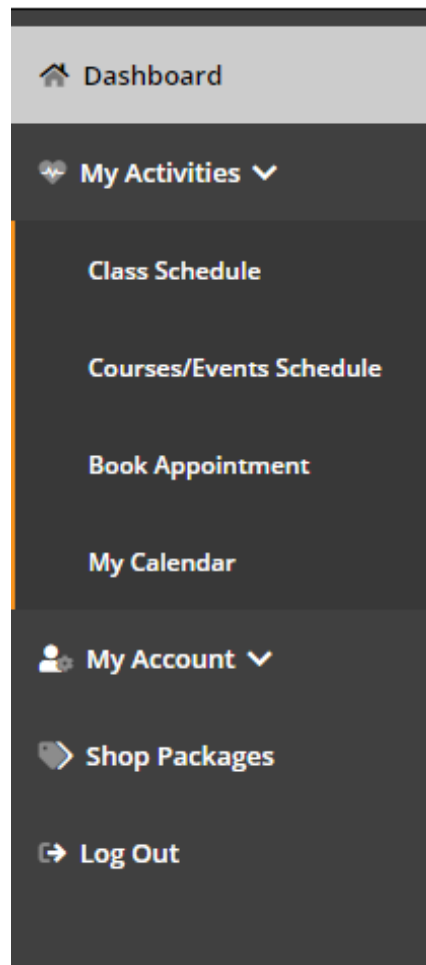 Dashboard
My Activities
Class Schedule
Courses/Events Schedule
Book Appointment
My Calendar
My Account
Shop Packages
Log Out